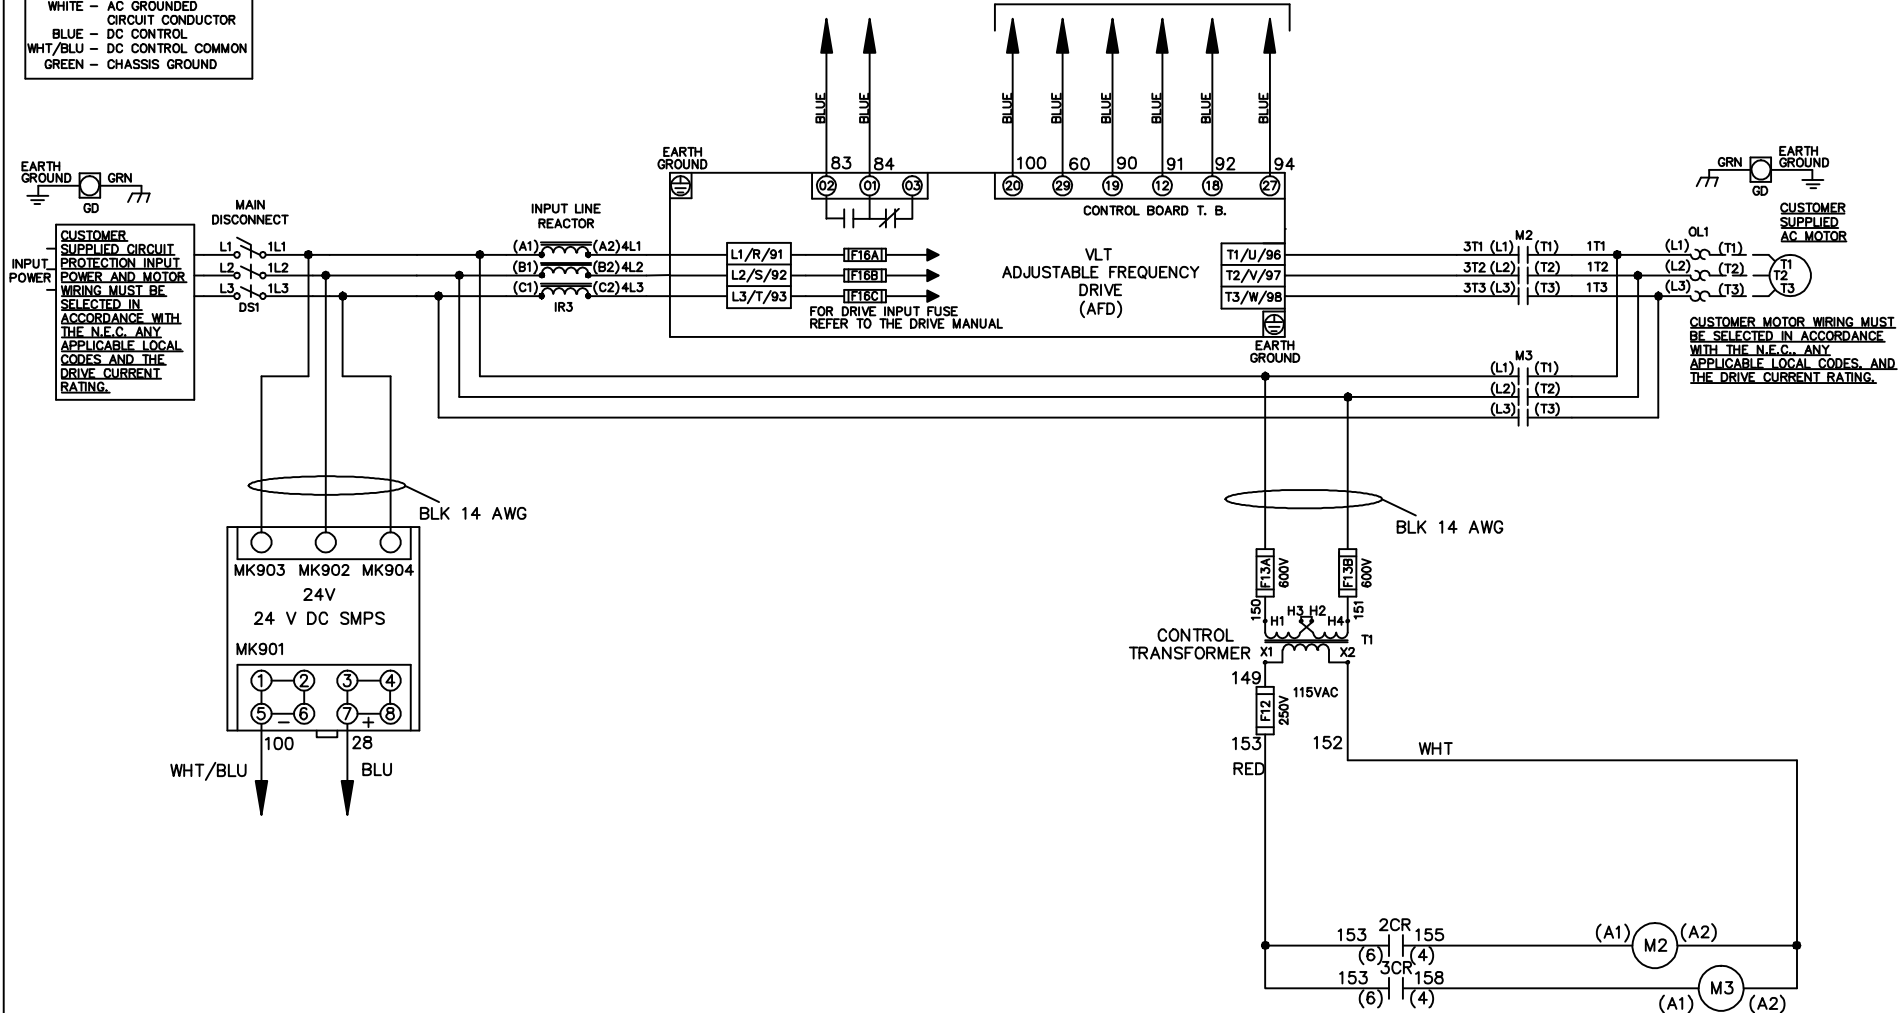 WHITE - AC GROUNDED
CIRCUIT CONDUCTOR
BLUE - DC CONTROL
WHT/BLU - DC CONTROL COMMON
GREEN - CHASSIS GROUND
BLUE
BLUE
BLUE
BLUE
BLUE
BLUE
BLUE
BLUE
EARTH
GROUND
GRN
GD
MAIN
DISCONNECT
INPUT LINE
REACTOR
EARTH
GROUND
83
84
100
60
90
91
92
94
02
01
03
20
29
19
12
18
27
CONTROL BOARD T. B.
GRN
EARTH
GROUND
GD
CUSTOMER
SUPPLIED
AC MOTOR
INPUT
POWER
CUSTOMER
SUPPLIED CIRCUIT
PROTECTION INPUT
POWER AND MOTOR
WIRING MUST BE
SELECTED IN
ACCORDANCE WITH
THE N.E.C. ANY
APPLICABLE LOCAL
CODES AND THE
DRIVE CURRENT
RATING.
L1 1L1
L2 1L2
L3 1L3
DS1
(A1) (A2) 4L1
(B1) (B2) 4L2
(C1) (C2) 4L3
IR3
L1/R/91
L2/S/92
L3/T/93
F16A
F16B
F16C
FOR DRIVE INPUT FUSE
REFER TO THE DRIVE MANUAL
VLT
ADJUSTABLE FREQUENCY
DRIVE
(AFD)
T1/U/96
T2/V/97
T3/W/98
EARTH
GROUND
M2
3T1 (L1) (T1) 1T1
3T2 (L2) (T2) 1T2
3T3 (L3) (T3) 1T3
OL1
(L1) (T1)
(L2) (T2)
(L3) (T3)
T1
T2
T3
CUSTOMER MOTOR WIRING MUST
BE SELECTED IN ACCORDANCE
WITH THE N.E.C., ANY
APPLICABLE LOCAL CODES, AND
THE DRIVE CURRENT RATING.
M3
(L1) (T1)
(L2) (T2)
(L3) (T3)
BLK 14 AWG
MK903 MK902 MK904
24V
24 V DC SMPS
MK901
1 2 3 4
5 6 7 8
- +
100 28
WHT/BLU BLU
BLK 14 AWG
F13A
600V
F13B
600V
150
151
H1 H3 H2 H4
CONTROL
TRANSFORMER
T1
X1 X2
149
115VAC
F12
250V
153
152
RED
WHT
2CR
153 155
(6) (4)
(A1) M2 (A2)
3CR
153 158
(6) (4)
(A1) M3 (A2)